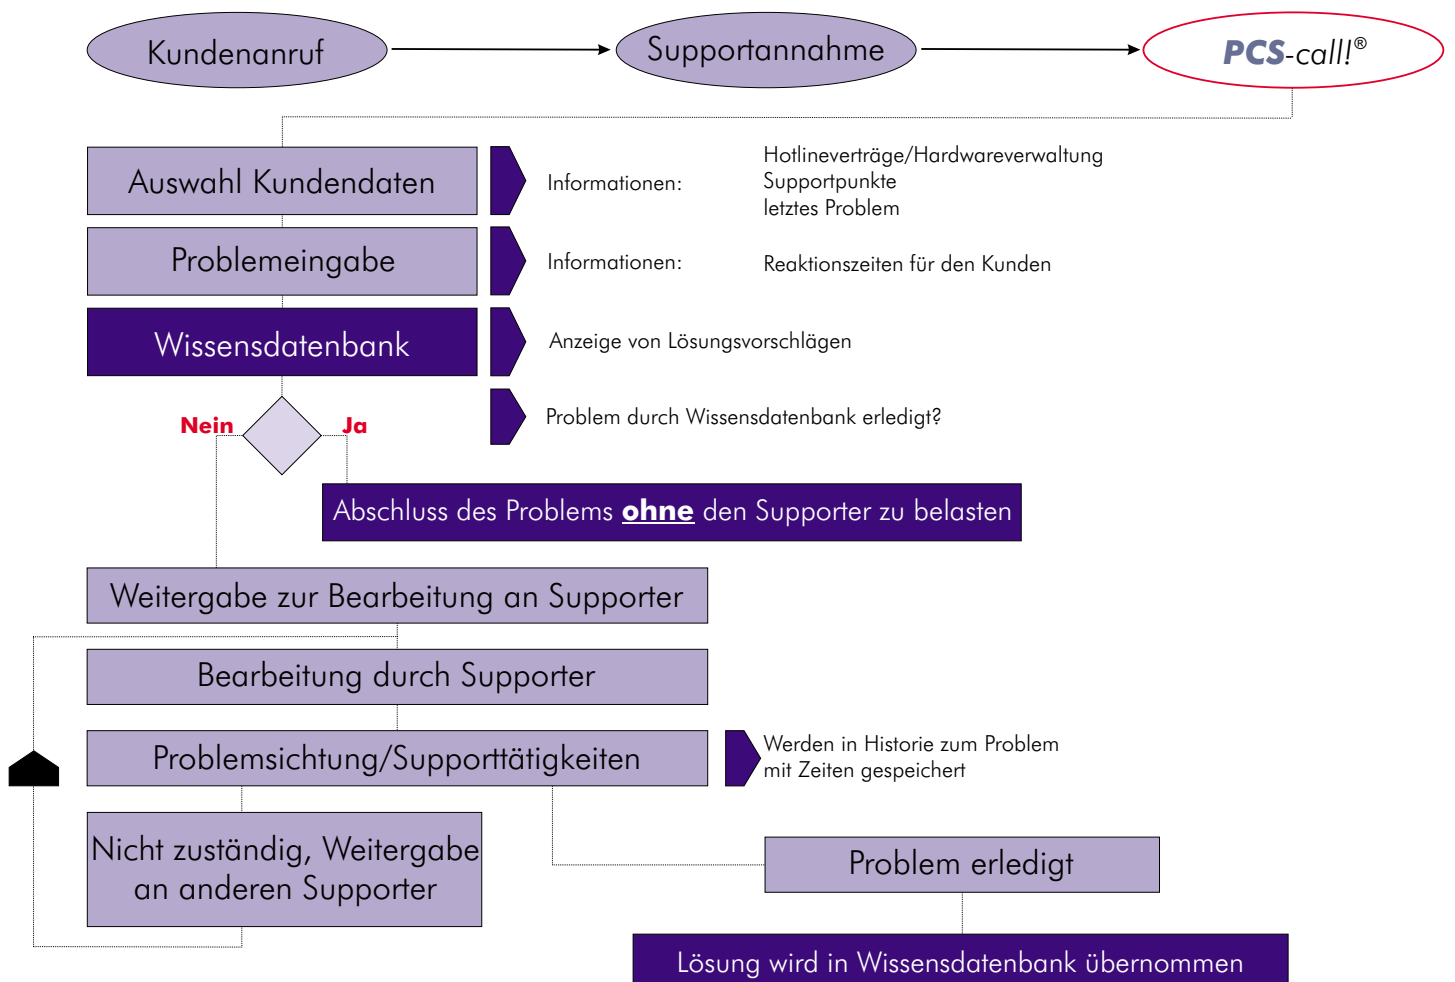 Kundenanruf
Supportannahme
PCS-call!®
Auswahl Kundendaten
Informationen:
Hotlineverträge/Hardwareverwaltung
Supportpunkte
letztes Problem
Problemeingabe
Informationen:
Reaktionszeiten für den Kunden
Wissensdatenbank
Anzeige von Lösungsvorschlägen
Nein
Ja
Problem durch Wissensdatenbank erledigt?
Abschluss des Problems ohne den Supporter zu belasten
Weitergabe zur Bearbeitung an Supporter
Bearbeitung durch Supporter
Problemsichtung/Supporttätigkeiten
Werden in Historie zum Problem
mit Zeiten gespeichert
Nicht zuständig, Weitergabe
an anderen Supporter
Problem erledigt
Lösung wird in Wissensdatenbank übernommen